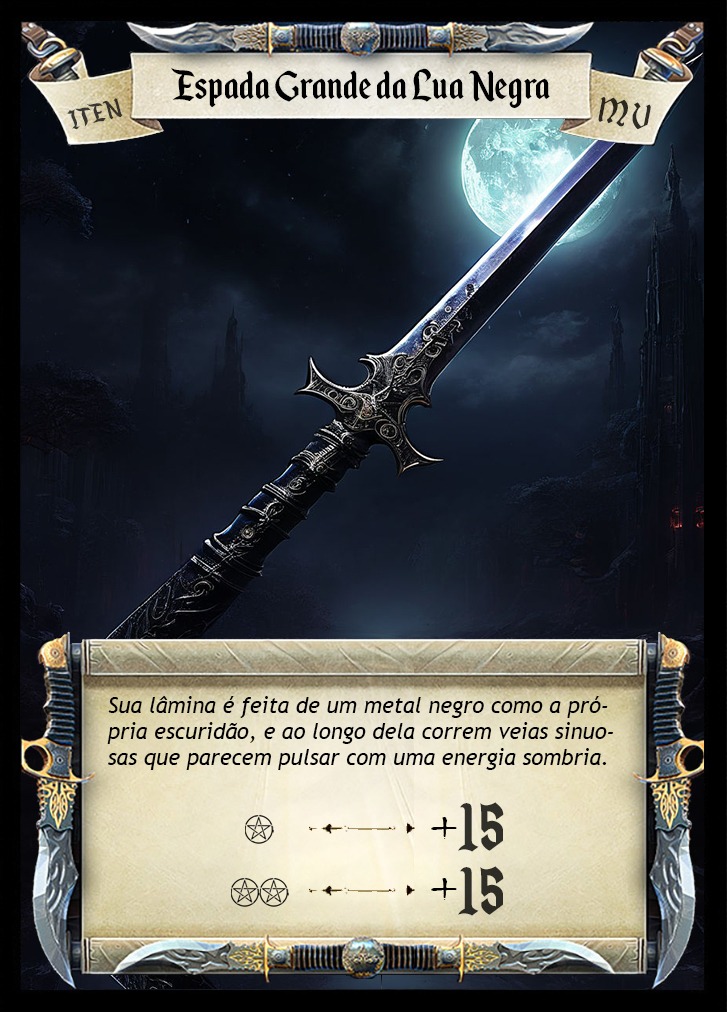 ITEN
Espada Grande da Lua Negra
MU
Sua lâmina é feita de um metal negro como a pró-
pria escuridão, e ao longo dela correm veias sinuo-
sas que parecem pulsar com uma energia sombria.
+15
+15